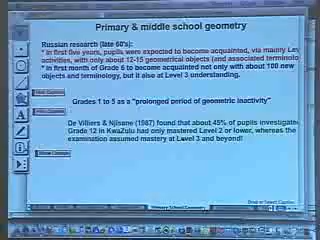 Primary & middle school geometry
Russian research (late 60's):
* In first five years, pupils were expected to become acquainted, via mainly Lev
activities, with only about 12-15 geometrical objects (and associated terminolo
* In first month of Grade 6 to become acquainted not only with about 100 new
objects and terminology, but it also at Level 3 understanding.
Grades 1 to 5 as a "prolonged period of geometric inactivity"
De Villiers & Njisane (1987) found that about 45% of pupils investigate
Grade 12 in KwaZulu had only mastered Level 2 or lower, whereas the
examination assumed mastery at Level 3 and beyond!
Primary School Geometry